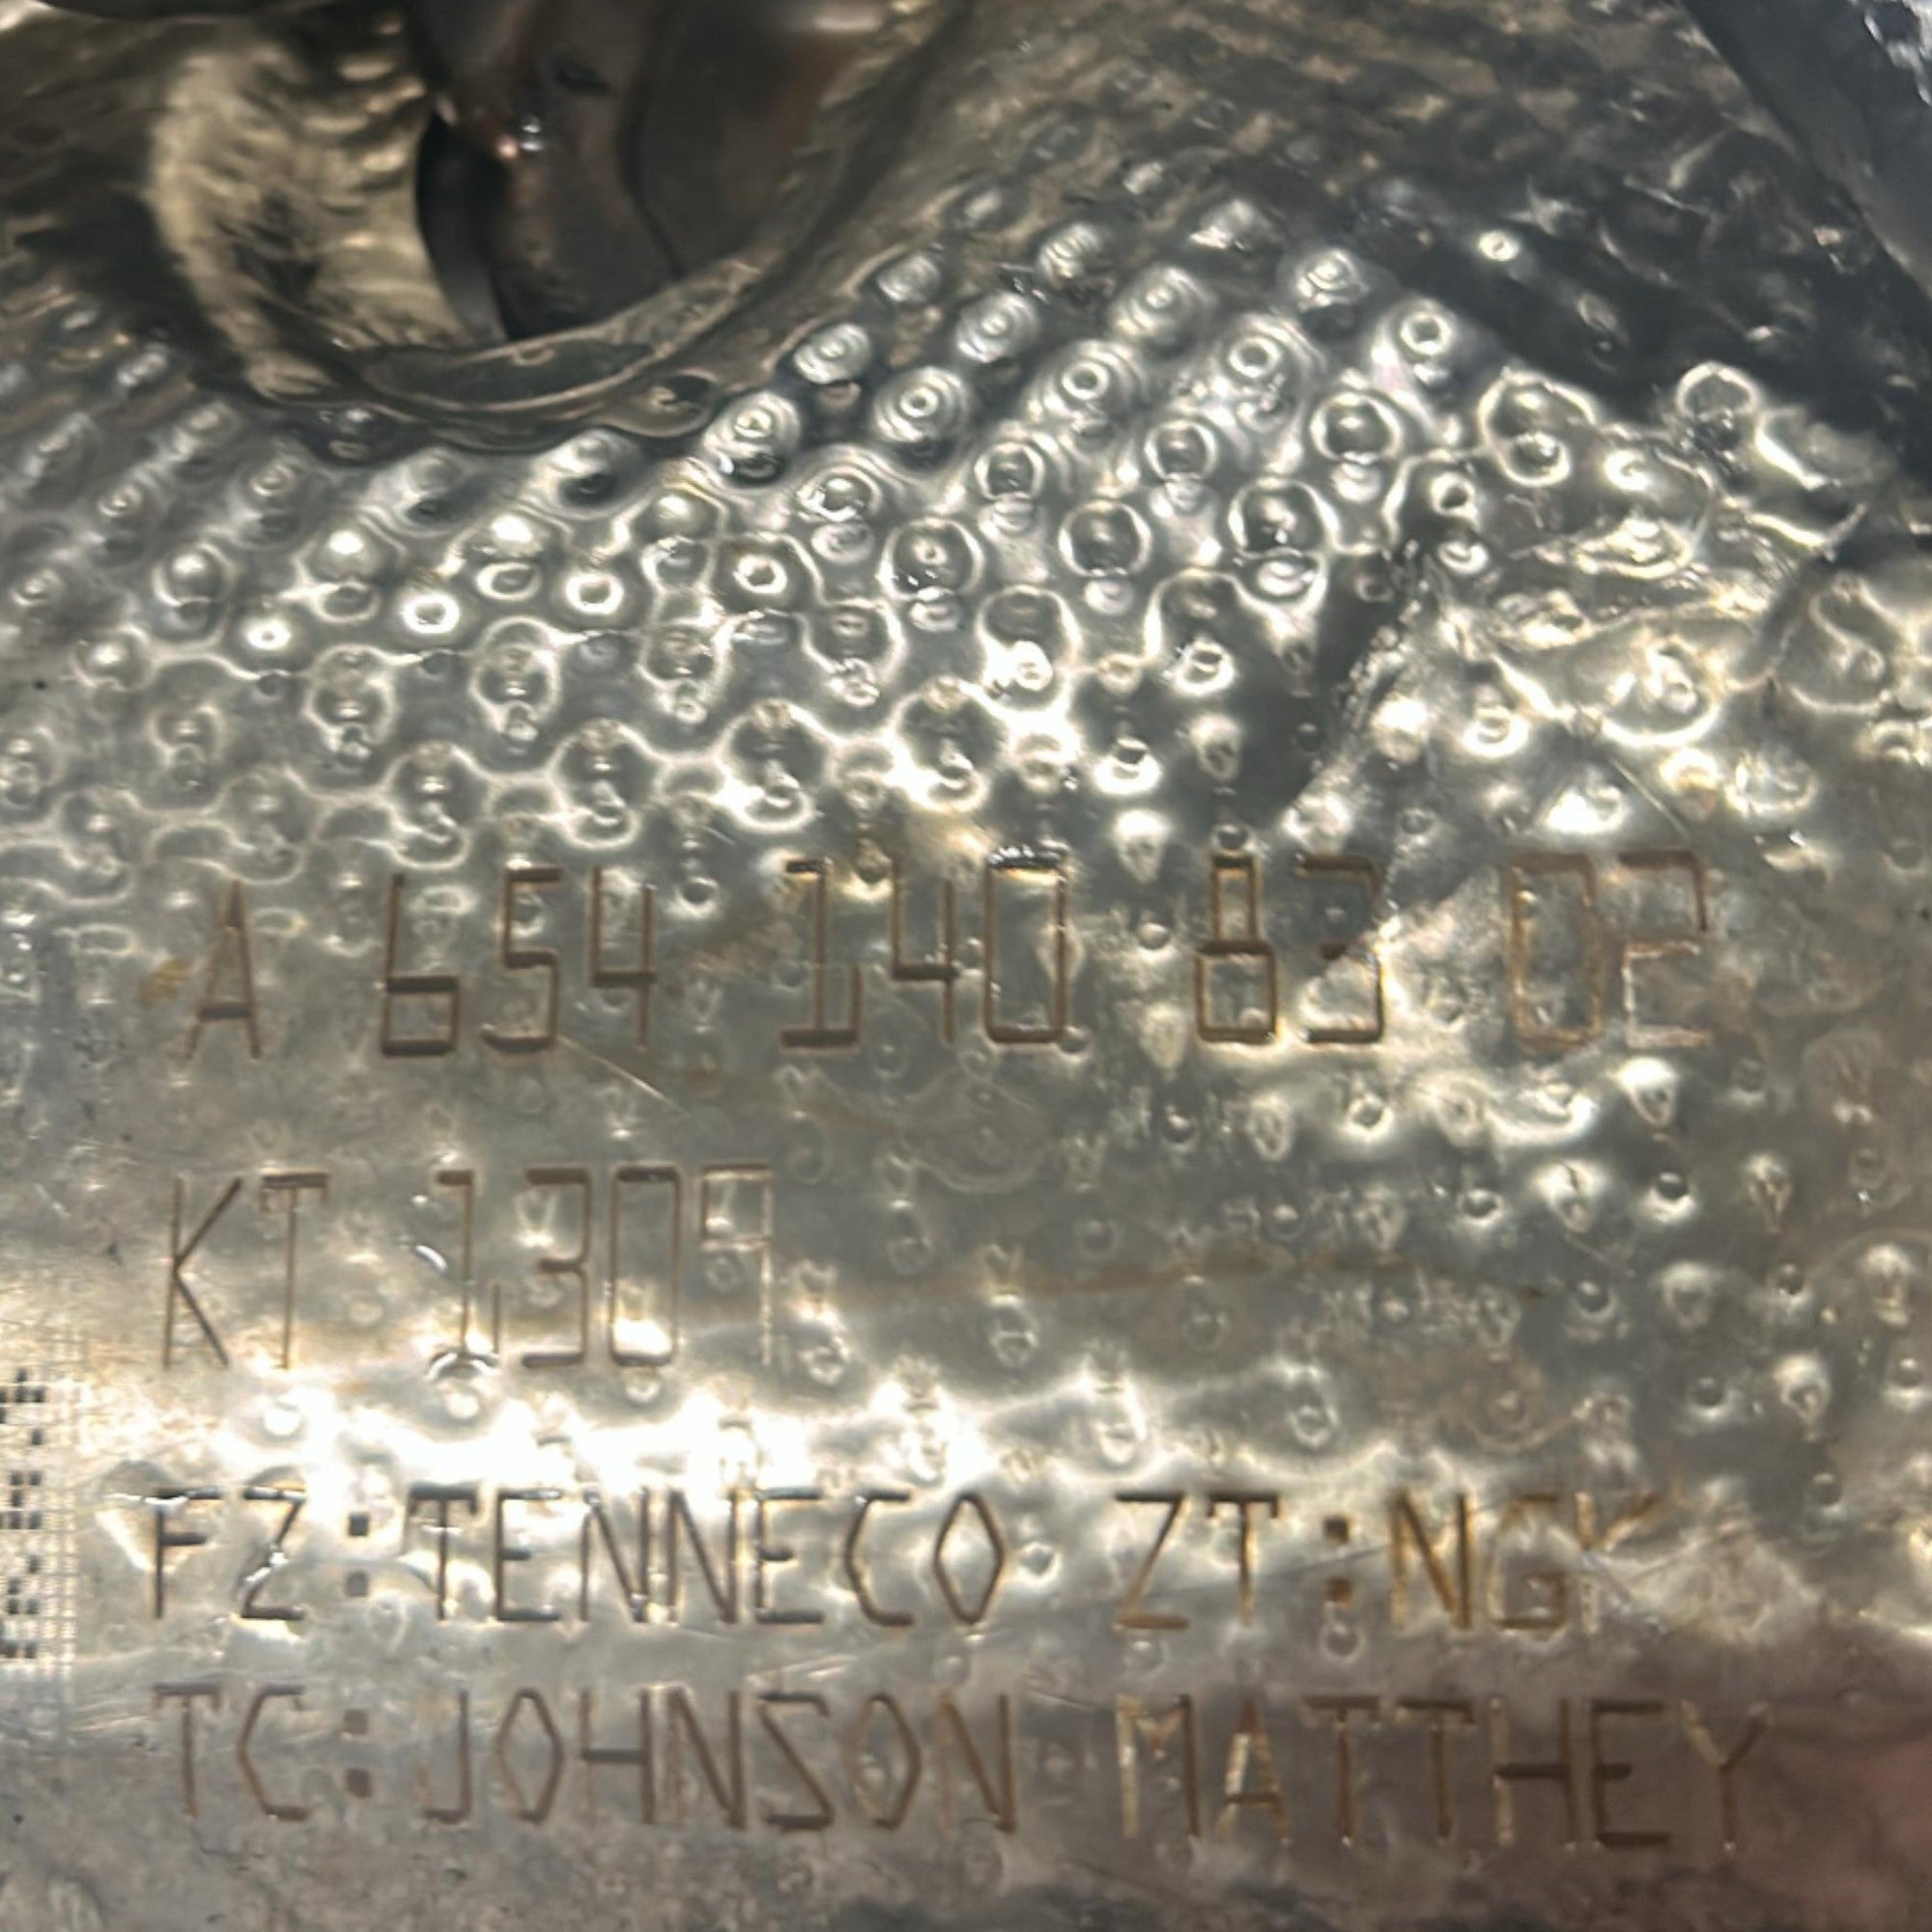 A 654 140 83 02
KT 1309
FZ:TENNECO ZT:NGK
TC:JOHNSON MATTHEY